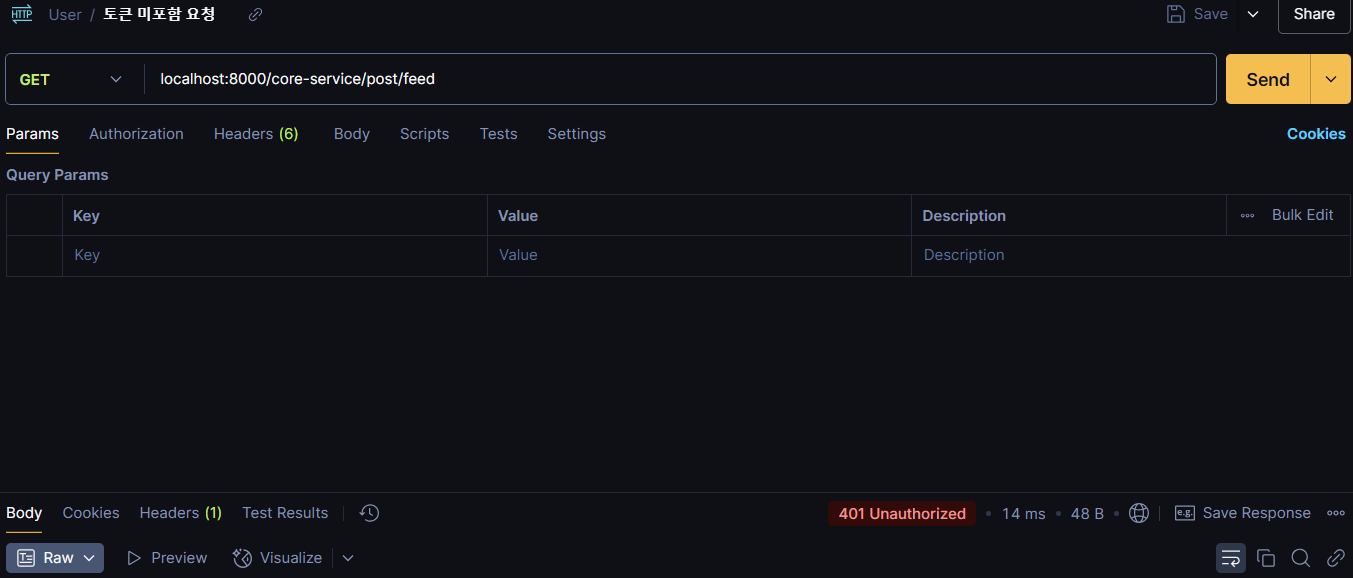 HTTP User / 토큰 미포함 요청 Save Share
GET localhost:8000/core-service/post/feed Send
Params Authorization Headers (6) Body Scripts Tests Settings Cookies
Query Params
Key Value Description Bulk Edit
Key Value Description
Body Cookies Headers (1) Test Results 401 Unauthorized 14 ms 48 B e.g. Save Response
Raw Preview Visualize